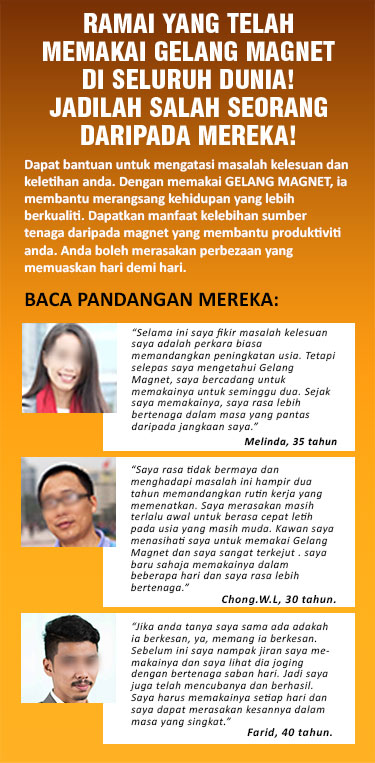 RAMAI YANG TELAH
MEMAKAI GELANG MAGNET
DI SELURUH DUNIA!
JADILAH SALAH SEORANG
DARIPADA MEREKA!
Dapat bantuan untuk mengatasi masalah kelesuan dan
keletihan anda. Dengan memakai GELANG MAGNET, ia
membantu merangsang kehidupan yang lebih
berkualiti. Dapatkan manfaat kelebihan sumber
tenaga daripada magnet yang membantu produktiviti
anda. Anda boleh merasakan perbezaan yang
memuaskan hari demi hari.
BACA PANDANGAN MEREKA:
“Selama ini saya fikir masalah kelesuan
saya adalah perkara biasa
memandangkan peningkatan usia. Tetapi
selepas saya mengetahui Gelang
Magnet, saya bercadang untuk
memakainya untuk seminggu dua. Sejak
saya memakainya, saya rasa lebih
bertenaga dalam masa yang pantas
daripada jangkaan saya.”
Melinda, 35 tahun
“Saya rasa tidak bermaya dan
menghadapi masalah ini hampir dua
tahun memandangkan rutin kerja yang
memenatkan. Saya merasakan masih
terlalu awal untuk berasa cepat letih
pada usia yang masih muda. Kawan saya
menasihati saya untuk memakai Gelang
Magnet dan saya sangat terkejut . saya
baru sahaja memakainya dalam
beberapa hari dan saya rasa lebih
bertenaga.”
Chong.W.L, 30 tahun.
“Jika anda tanya saya sama ada adakah
ia berkesan, ya, memang ia berkesan.
Sebelum ini saya nampak jiran saya me-
makainya dan saya lihat dia joging
dengan bertenaga saban hari. Jadi saya
juga telah mencubanya dan berhasil.
Saya harus memakainya setiap hari dan
saya dapat merasakan kesannya dalam
masa yang singkat.”
Farid, 40 tahun.